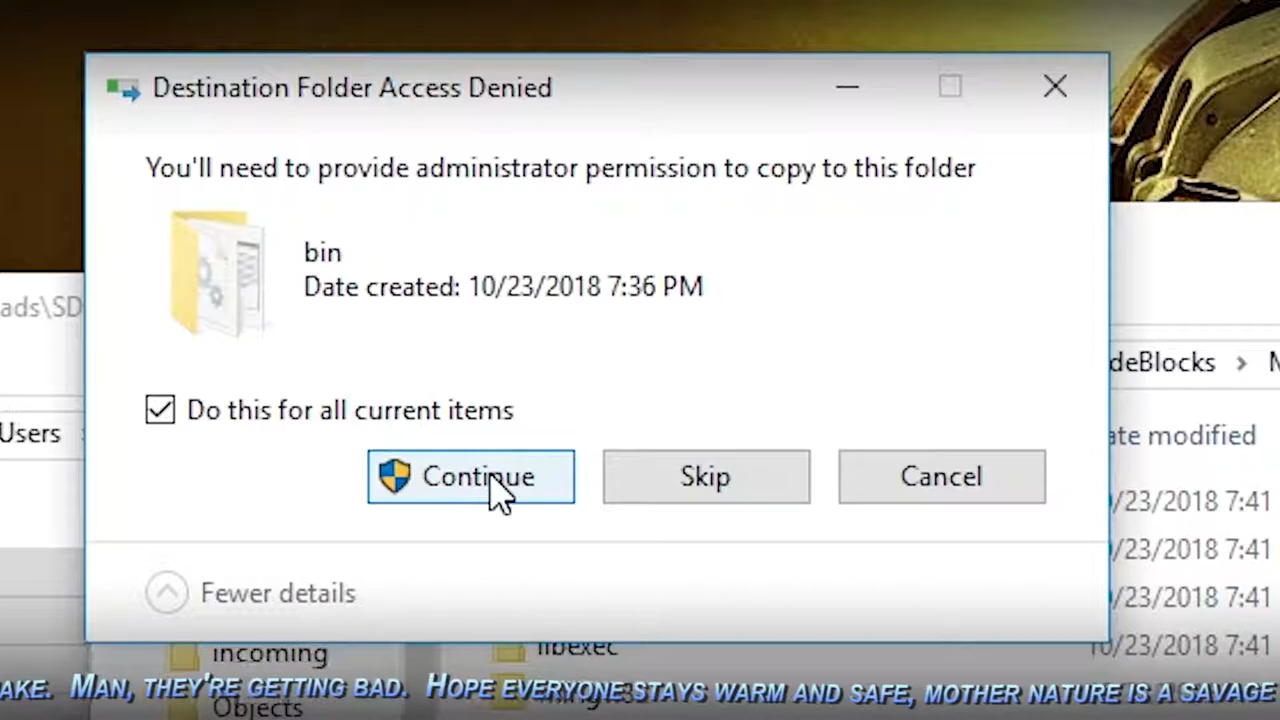 Destination Folder Access Denied
You'll need to provide administrator permission to copy to this folder
bin
Date created: 10/23/2018 7:36 PM
ads\SD
deBlocks > M
Do this for all current items
Users
ate modified
Continue
Skip
Cancel
/23/2018 7:41
/23/2018 7:41
Fewer details
/23/2018 7:41
10/23/2018 7:41
incoming
libexec
AKE. MAN, THEY'RE GETTING BAD. HOPE EVERYONE STAYS WARM AND SAFE, MOTHER NATURE IS A SAVAGE
Objects